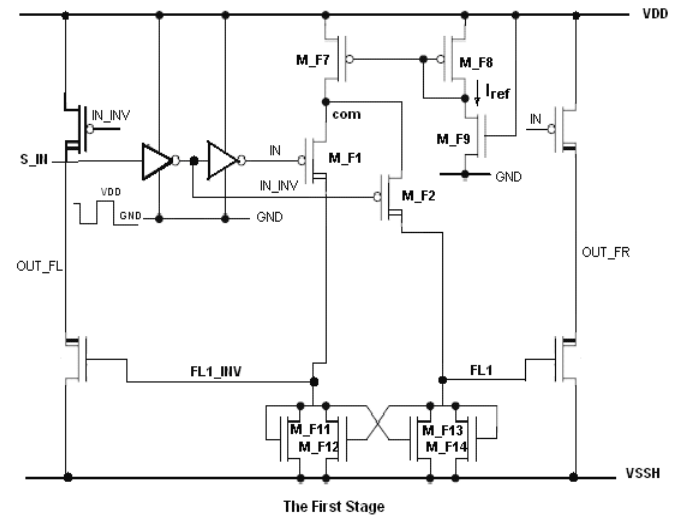 VDD
M_F7
M_F8
Iref
com
IN_INV
IN
IN
M_F9
S_IN
M_F1
GND
IN_INV
M_F2
VDD
GND
GND
OUT_FL
OUT_FR
FL1_INV
FL1
M_F11
M_F13
M_F12
M_F14
VSSH
The First Stage